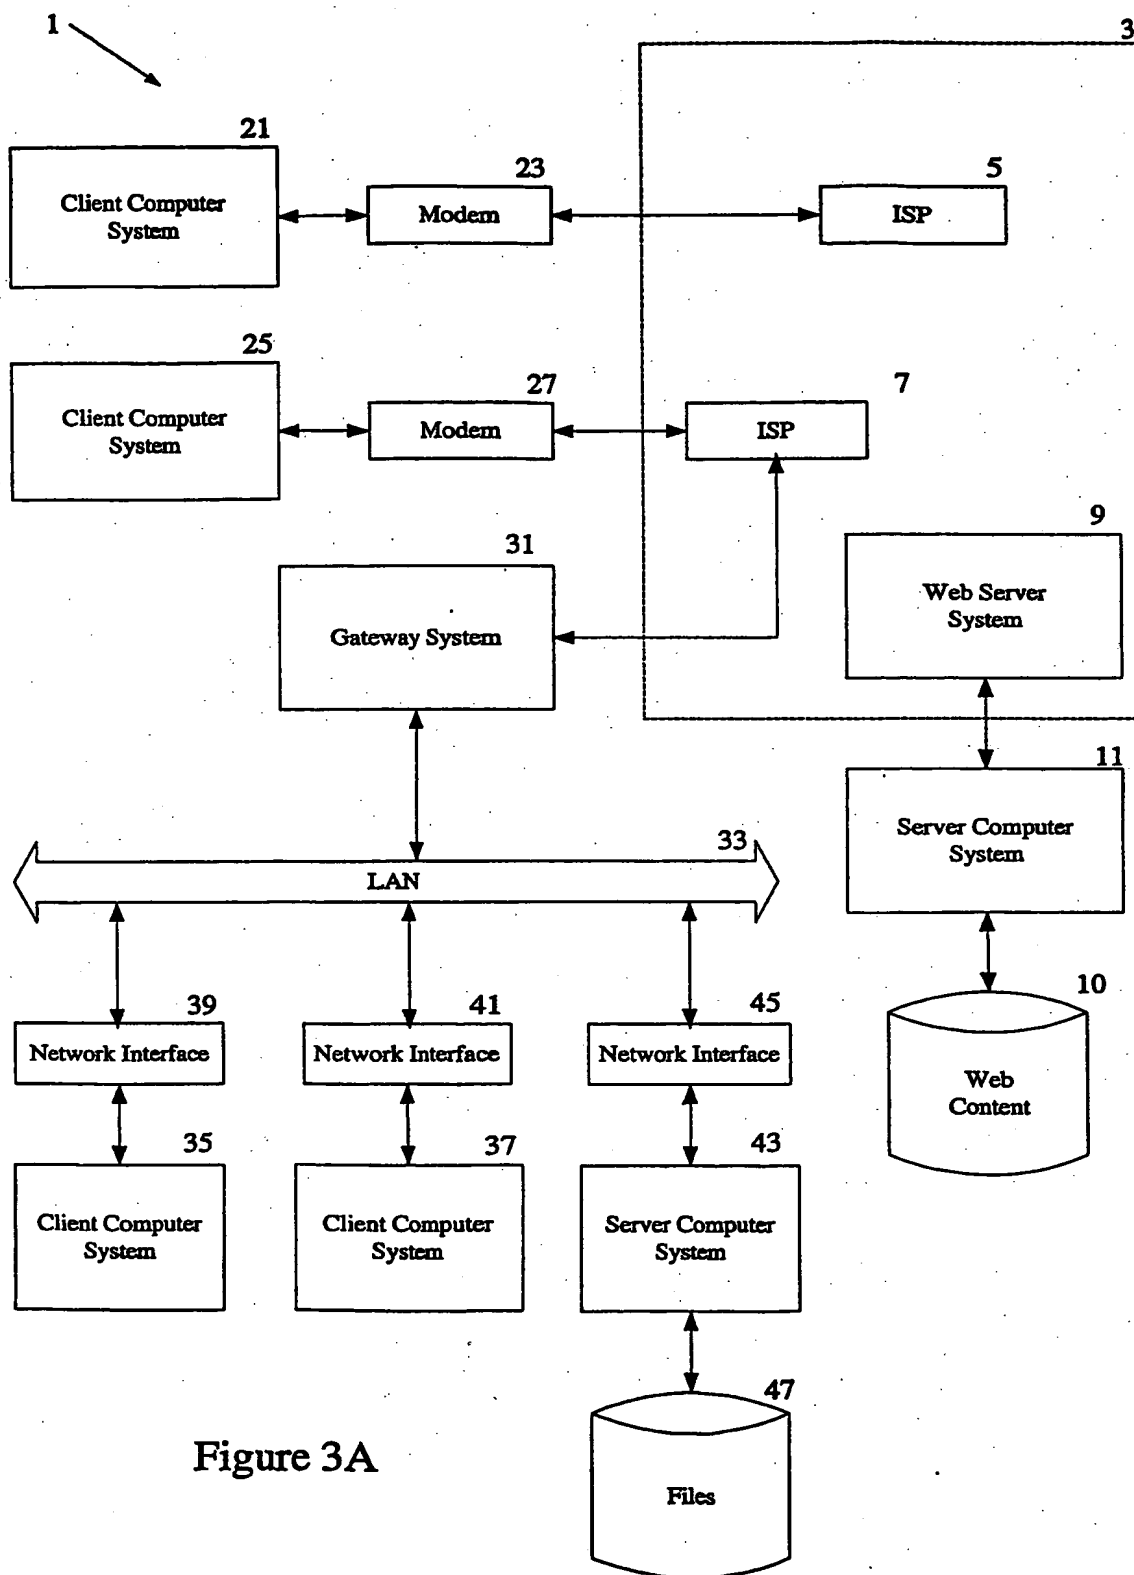 1
3
21
Client Computer
System
23
Modem
5
ISP
25
Client Computer
System
27
Modem
7
ISP
31
Gateway System
9
Web Server
System
11
Server Computer
System
33
LAN
10
Web
Content
39
Network Interface
41
Network Interface
45
Network Interface
35
Client Computer
System
37
Client Computer
System
43
Server Computer
System
47
Files
Figure 3A